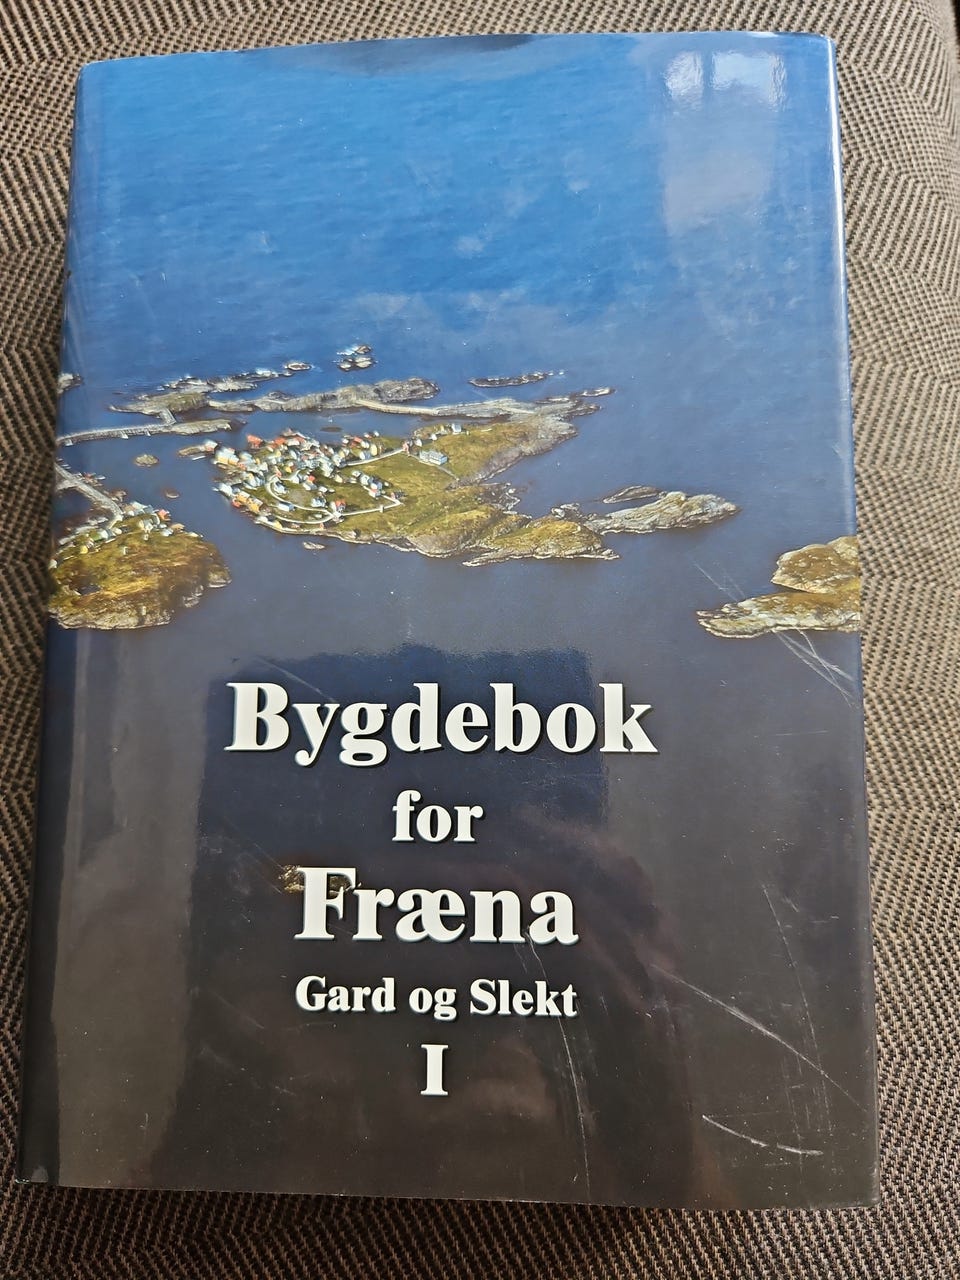 Bygdebok
for
Fræna
Gard og Slekt
I